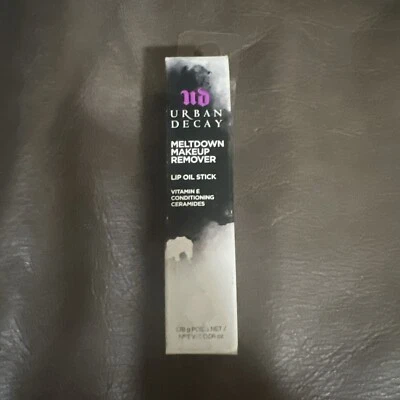 UD
URBAN
DECAY
MELTDOWN
MAKEUP
REMOVER
LIP OIL STICK
VITAMIN E
CONDITIONING
CERAMIDES